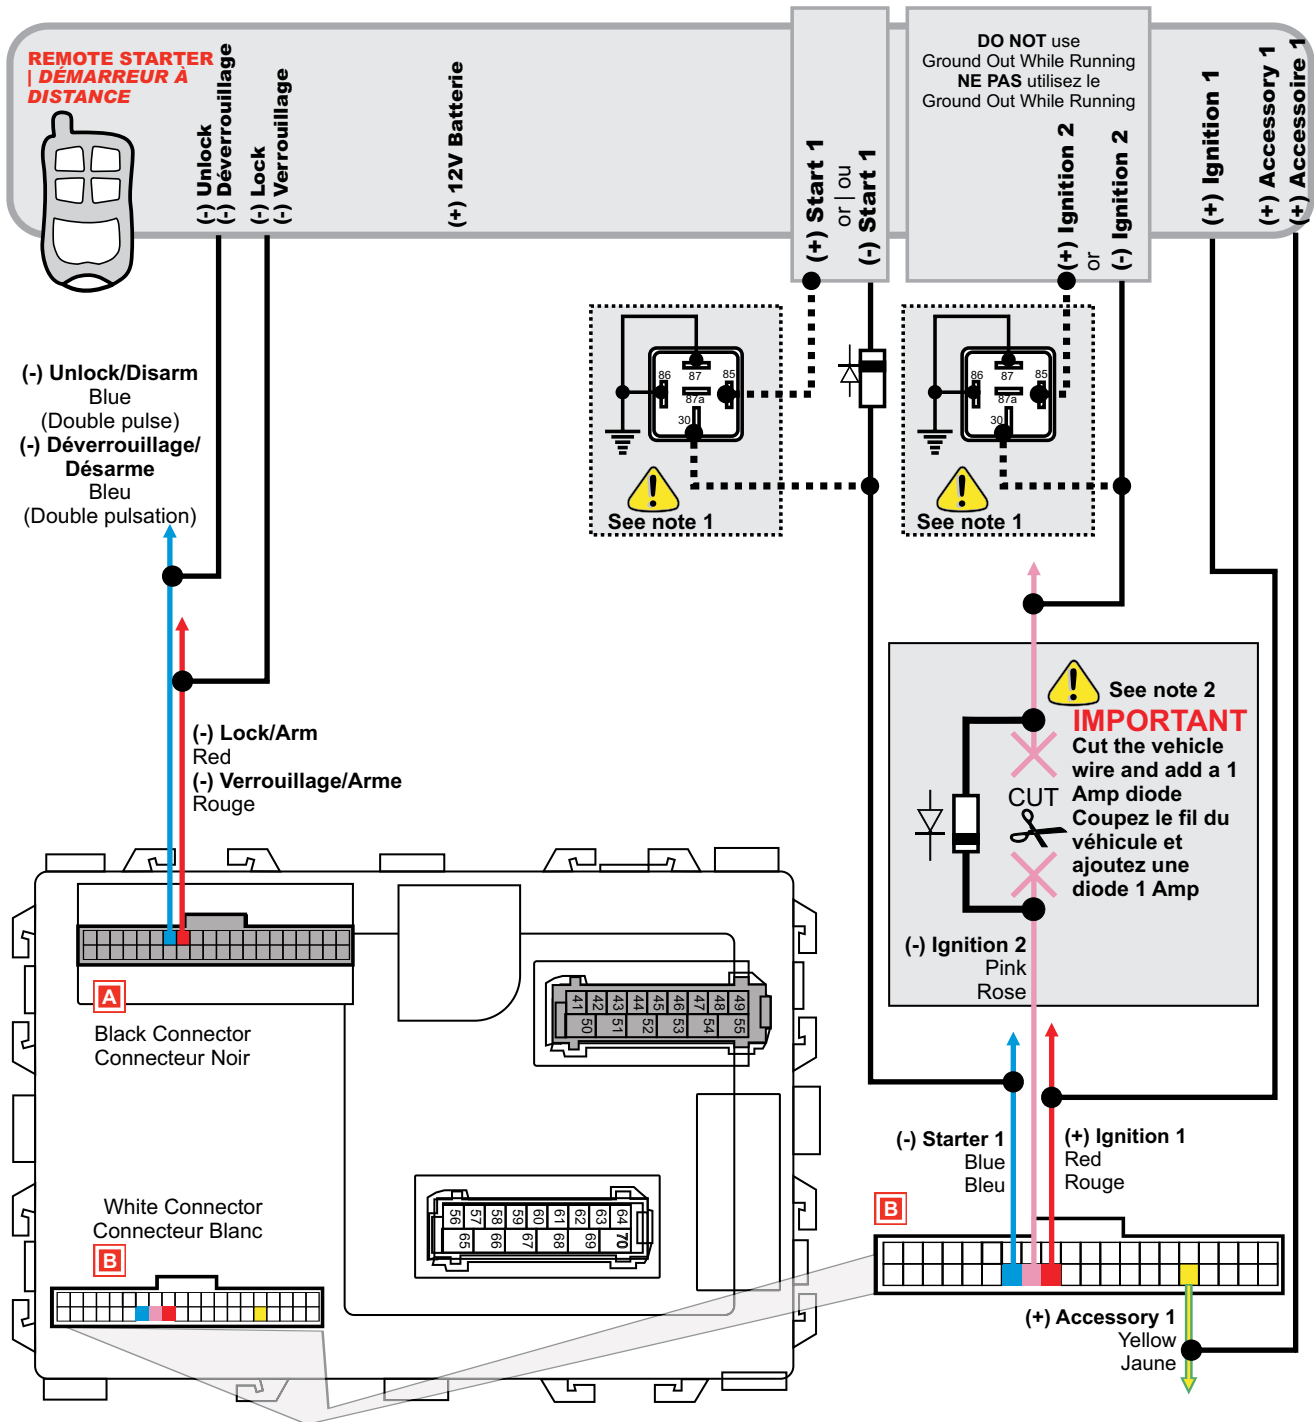 REMOTE STARTER
| DÉMARREUR À
DISTANCE
(-) Unlock
(-) Déverrouillage
(-) Lock
(-) Verrouillage
(+) 12V Batterie
(+) Start 1
or | ou
(-) Start 1
DO NOT use
Ground Out While Running
NE PAS utilisez le
Ground Out While Running
(+) Ignition 2
or
(-) Ignition 2
(+) Ignition 1
(+) Accessory 1
(+) Accessoire 1
86
87
85
87a
30
See note 1
86
87
85
87a
30
See note 1
(-) Unlock/Disarm
Blue
(Double pulse)
(-) Déverrouillage/
Désarme
Bleu
(Double pulsation)
(-) Lock/Arm
Red
(-) Verrouillage/Arme
Rouge
See note 2
IMPORTANT
Cut the vehicle
wire and add a 1
Amp diode
Coupez le fil du
véhicule et
ajoutez une
diode 1 Amp
CUT
(-) Ignition 2
Pink
Rose
A
Black Connector
Connecteur Noir
41 42 43 44 45 46 47 48 49
50 51 52 53 54 55
White Connector
Connecteur Blanc
B
56 57 58 59 60 61 62 63 64
65 66 67 68 69 70
(-) Starter 1
Blue
Bleu
(+) Ignition 1
Red
Rouge
B
(+) Accessory 1
Yellow
Jaune